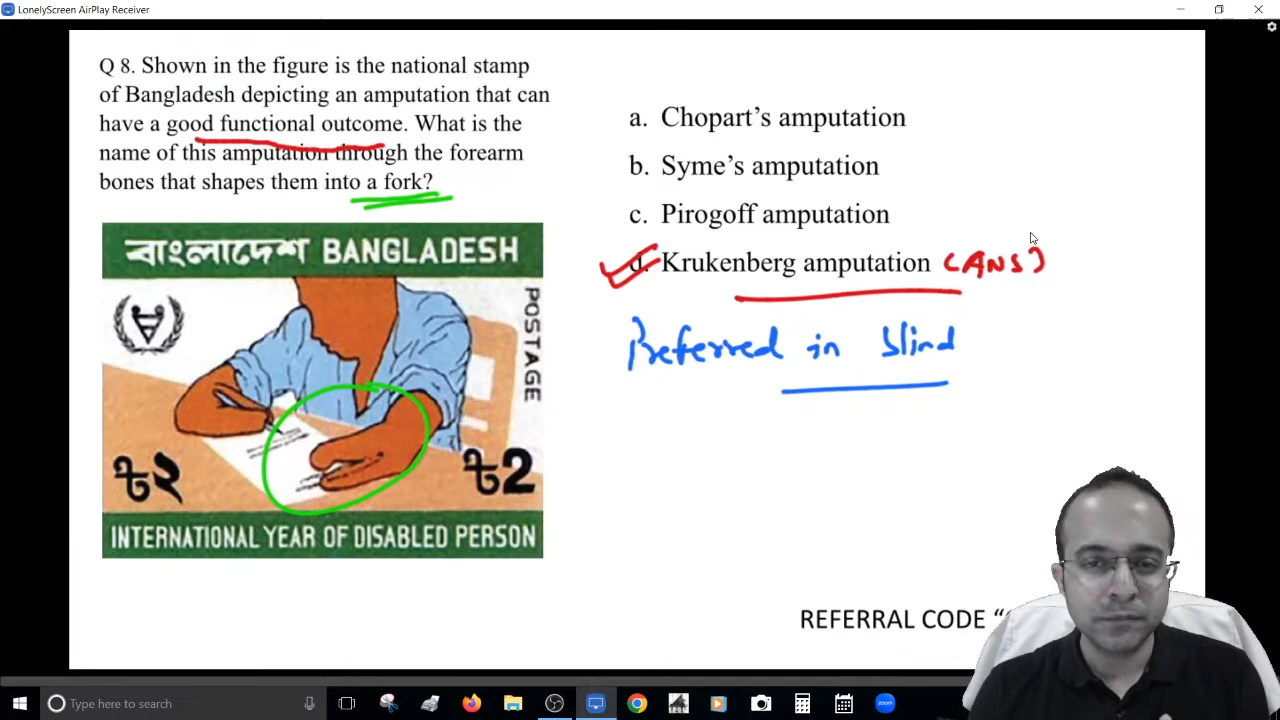 LonelyScreen AirPlay Receiver
Q 8. Shown in the figure is the national stamp
of Bangladesh depicting an amputation that can
have a good functional outcome. What is the
name of this amputation through the forearm
bones that shapes them into a fork?
a. Chopart's amputation
b. Syme's amputation
c. Pirogoff amputation
d. Krukenberg amputation (ANS)
Preferred in blind
বাংলাদেশ BANGLADESH
POSTAGE
৳২
৳2
INTERNATIONAL YEAR OF DISABLED PERSON
REFERRAL CODE "
Type here to search
zoom